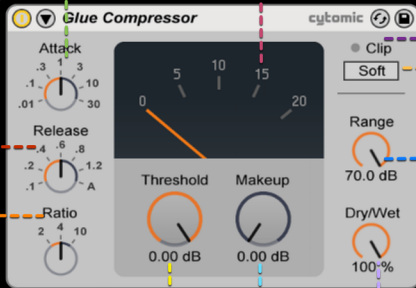 Glue Compressor
cytomic
Attack
.3 1 3
.1 10
.01 30
Release
.4 .6 .8
.2 1.2
.1 A
Ratio
2 4 10
0 5 10 15 20
Threshold
0.00 dB
Makeup
0.00 dB
Clip
Soft
Range
70.0 dB
Dry/Wet
100 %